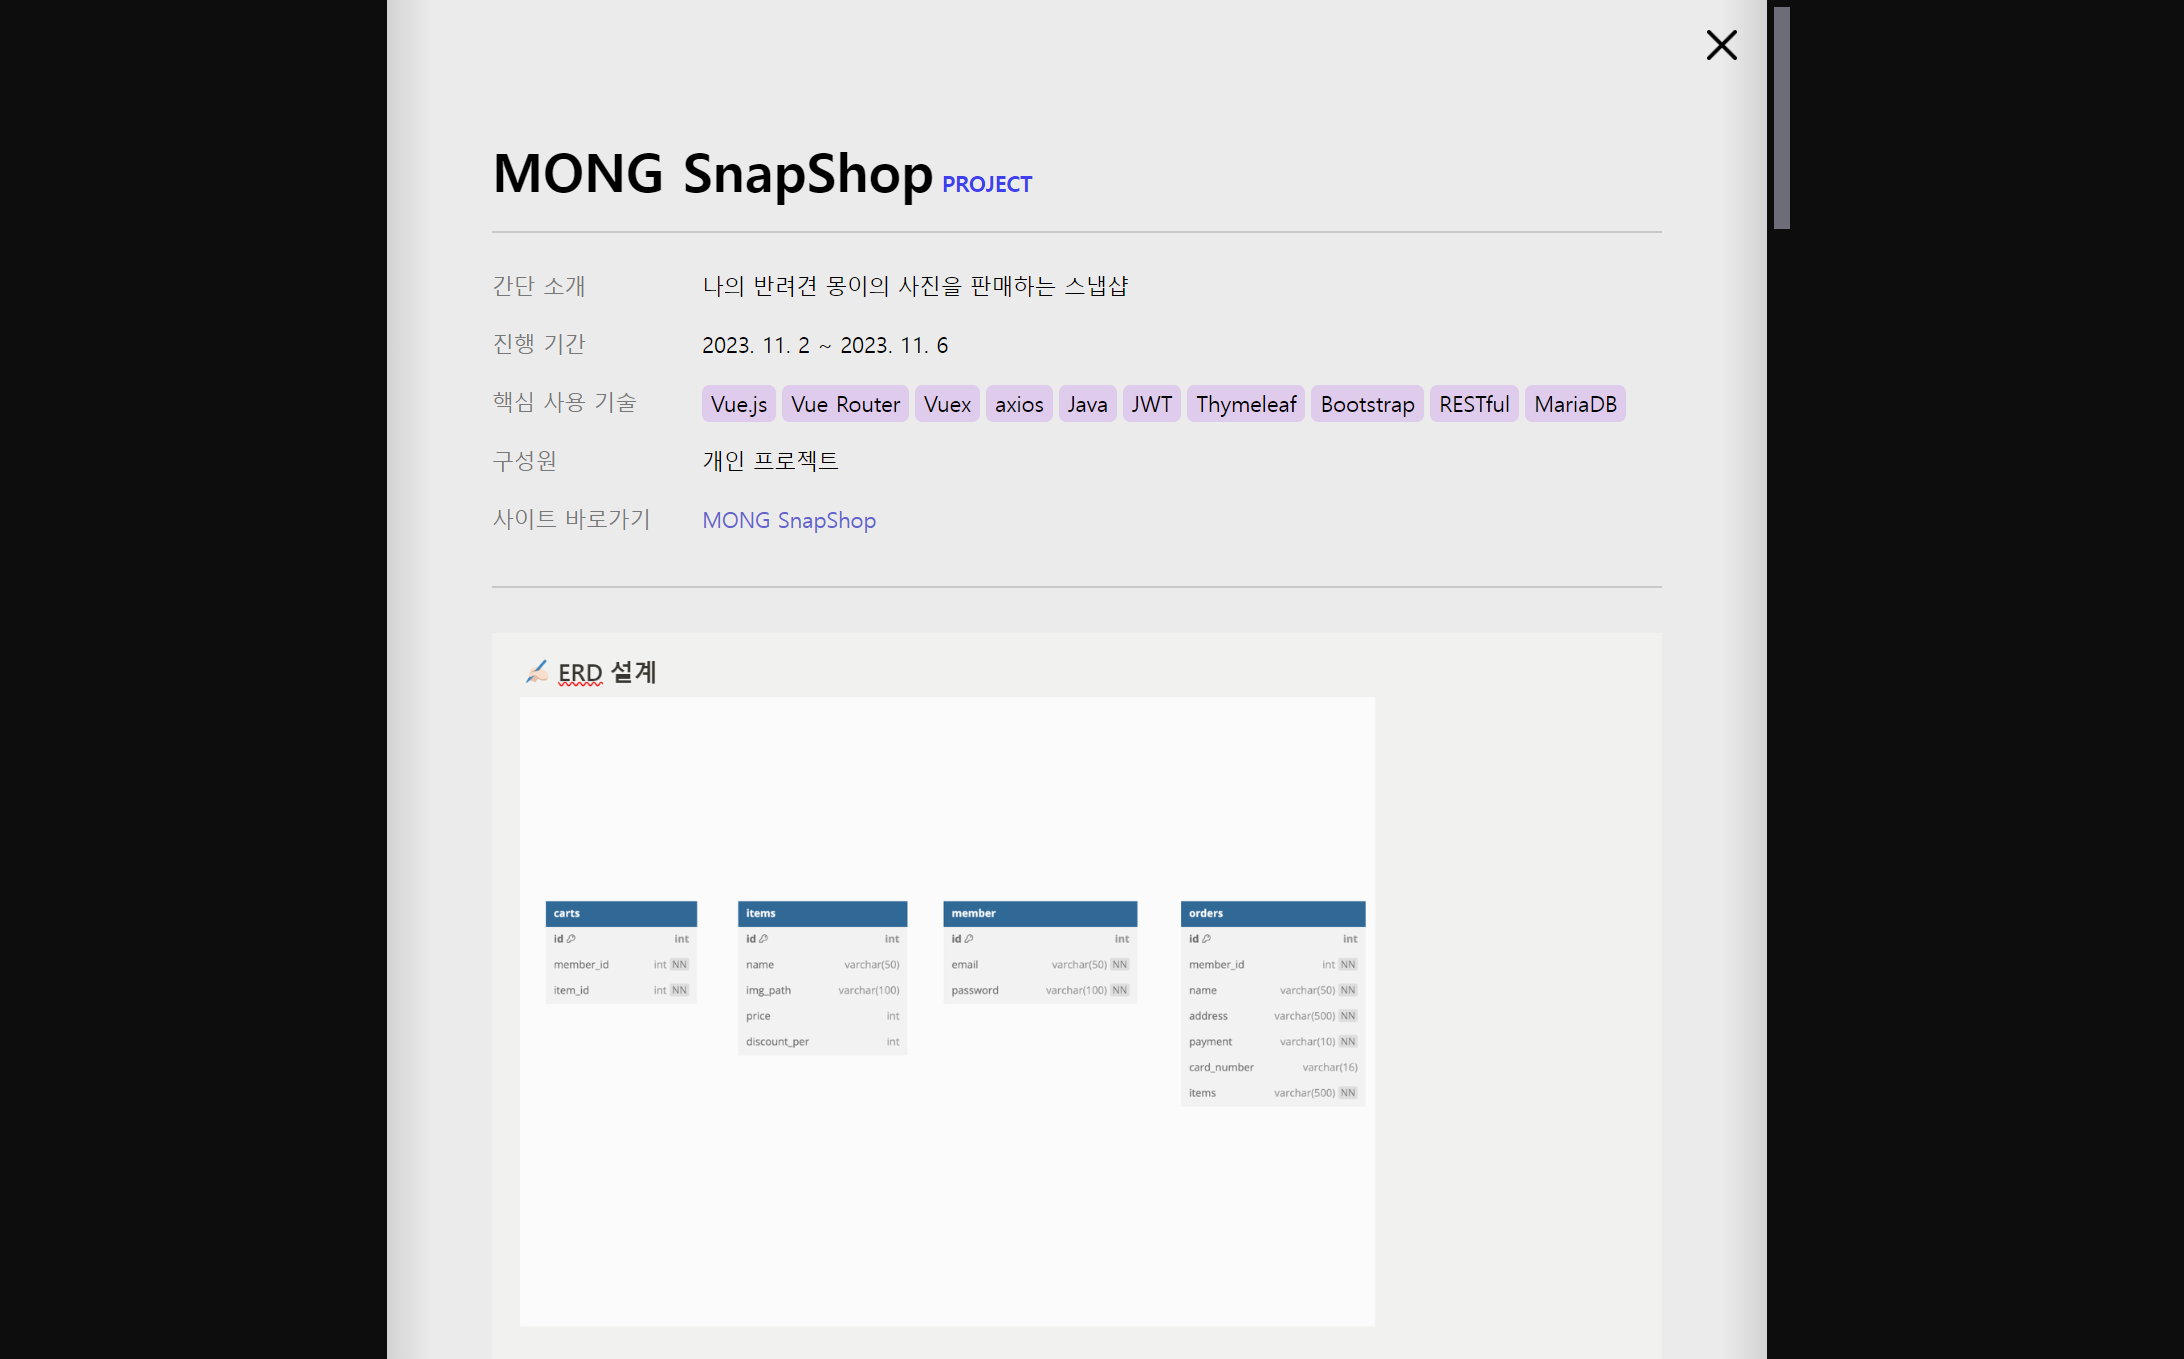 MONG SnapShop PROJECT
간단 소개 나의 반려견 몽이의 사진을 판매하는 스냅샵
진행 기간 2023. 11. 2 ~ 2023. 11. 6
핵심 사용 기술 Vue.js Vue Router Vuex axios Java JWT Thymeleaf Bootstrap RESTful MariaDB
구성원 개인 프로젝트
사이트 바로가기 MONG SnapShop
✍🏻 ERD 설계
carts
id int
member_id int NN
item_id int NN
items
id int
name varchar(50)
img_path varchar(100)
price int
discount_per int
member
id int
email varchar(50) NN
password varchar(100) NN
orders
id int
member_id int NN
name varchar(50) NN
address varchar(500) NN
payment varchar(10) NN
card_number varchar(16)
items varchar(500) NN